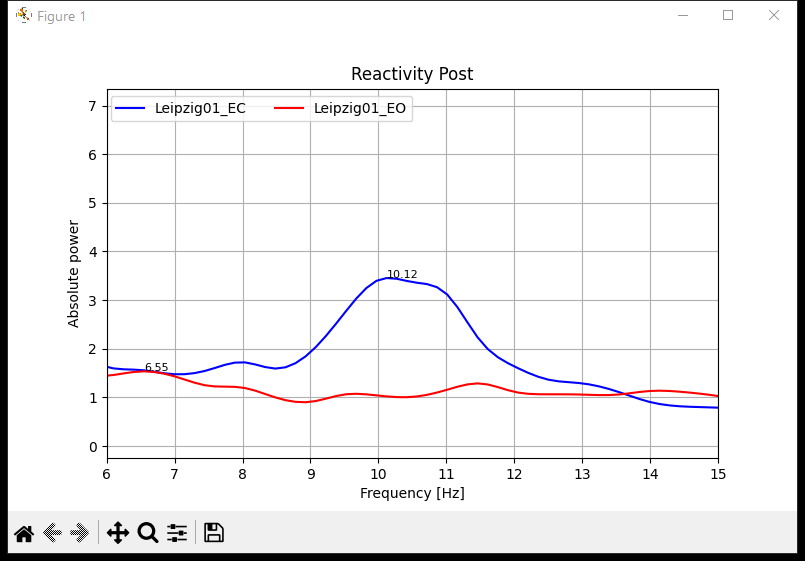 Figure 1
Reactivity Post
Leipzig01_EC Leipzig01_EO
7
6
5
4
3
2
1
0
Absolute power
10.12
6.55
6 7 8 9 10 11 12 13 14 15
Frequency [Hz]